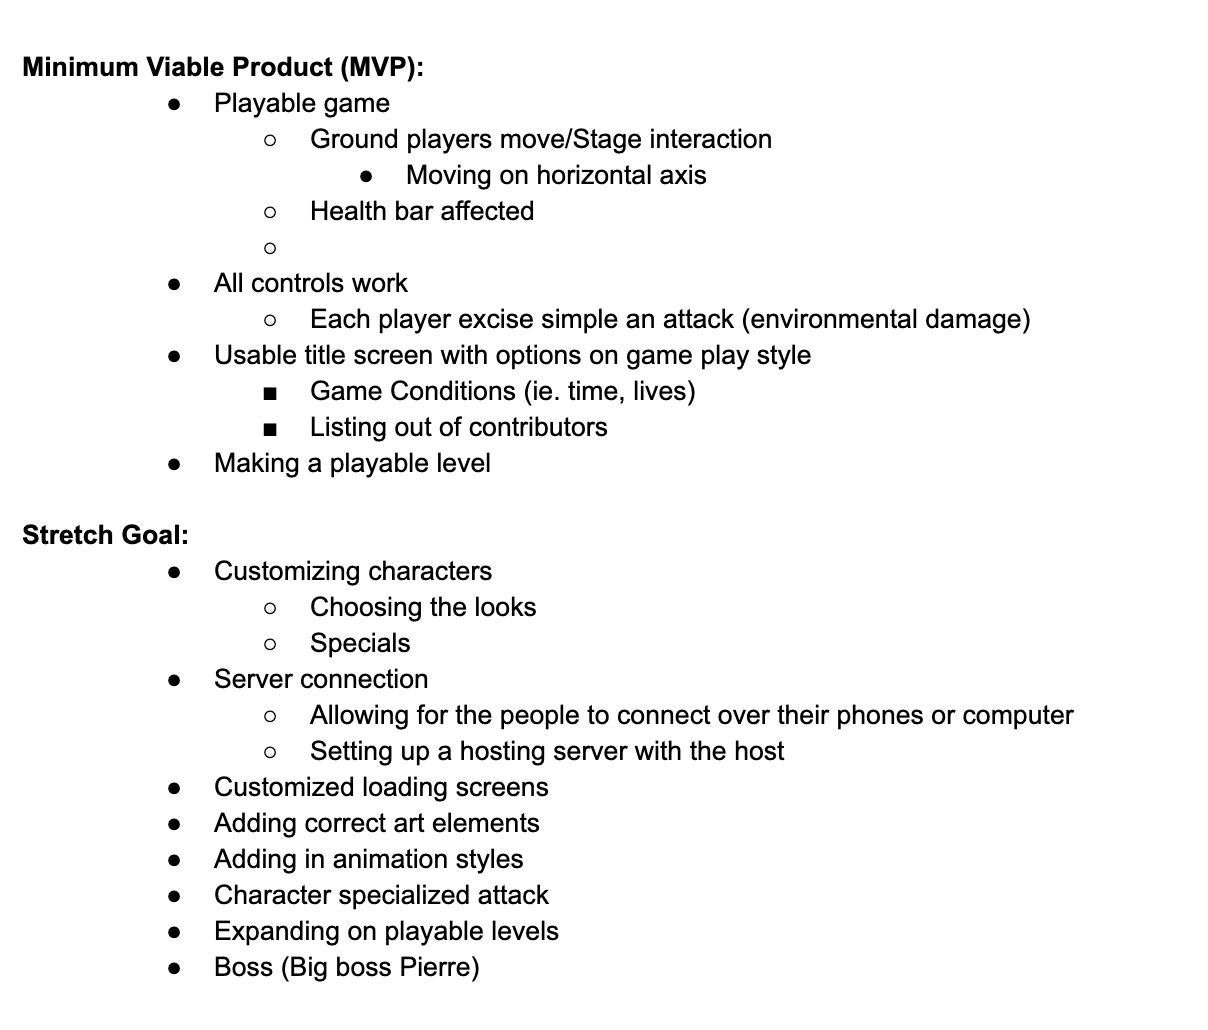 Minimum Viable Product (MVP):
● Playable game
○ Ground players move/Stage interaction
● Moving on horizontal axis
○ Health bar affected
○
● All controls work
○ Each player excise simple an attack (environmental damage)
● Usable title screen with options on game play style
■ Game Conditions (ie. time, lives)
■ Listing out of contributors
● Making a playable level
Stretch Goal:
● Customizing characters
○ Choosing the looks
○ Specials
● Server connection
○ Allowing for the people to connect over their phones or computer
○ Setting up a hosting server with the host
● Customized loading screens
● Adding correct art elements
● Adding in animation styles
● Character specialized attack
● Expanding on playable levels
● Boss (Big boss Pierre)